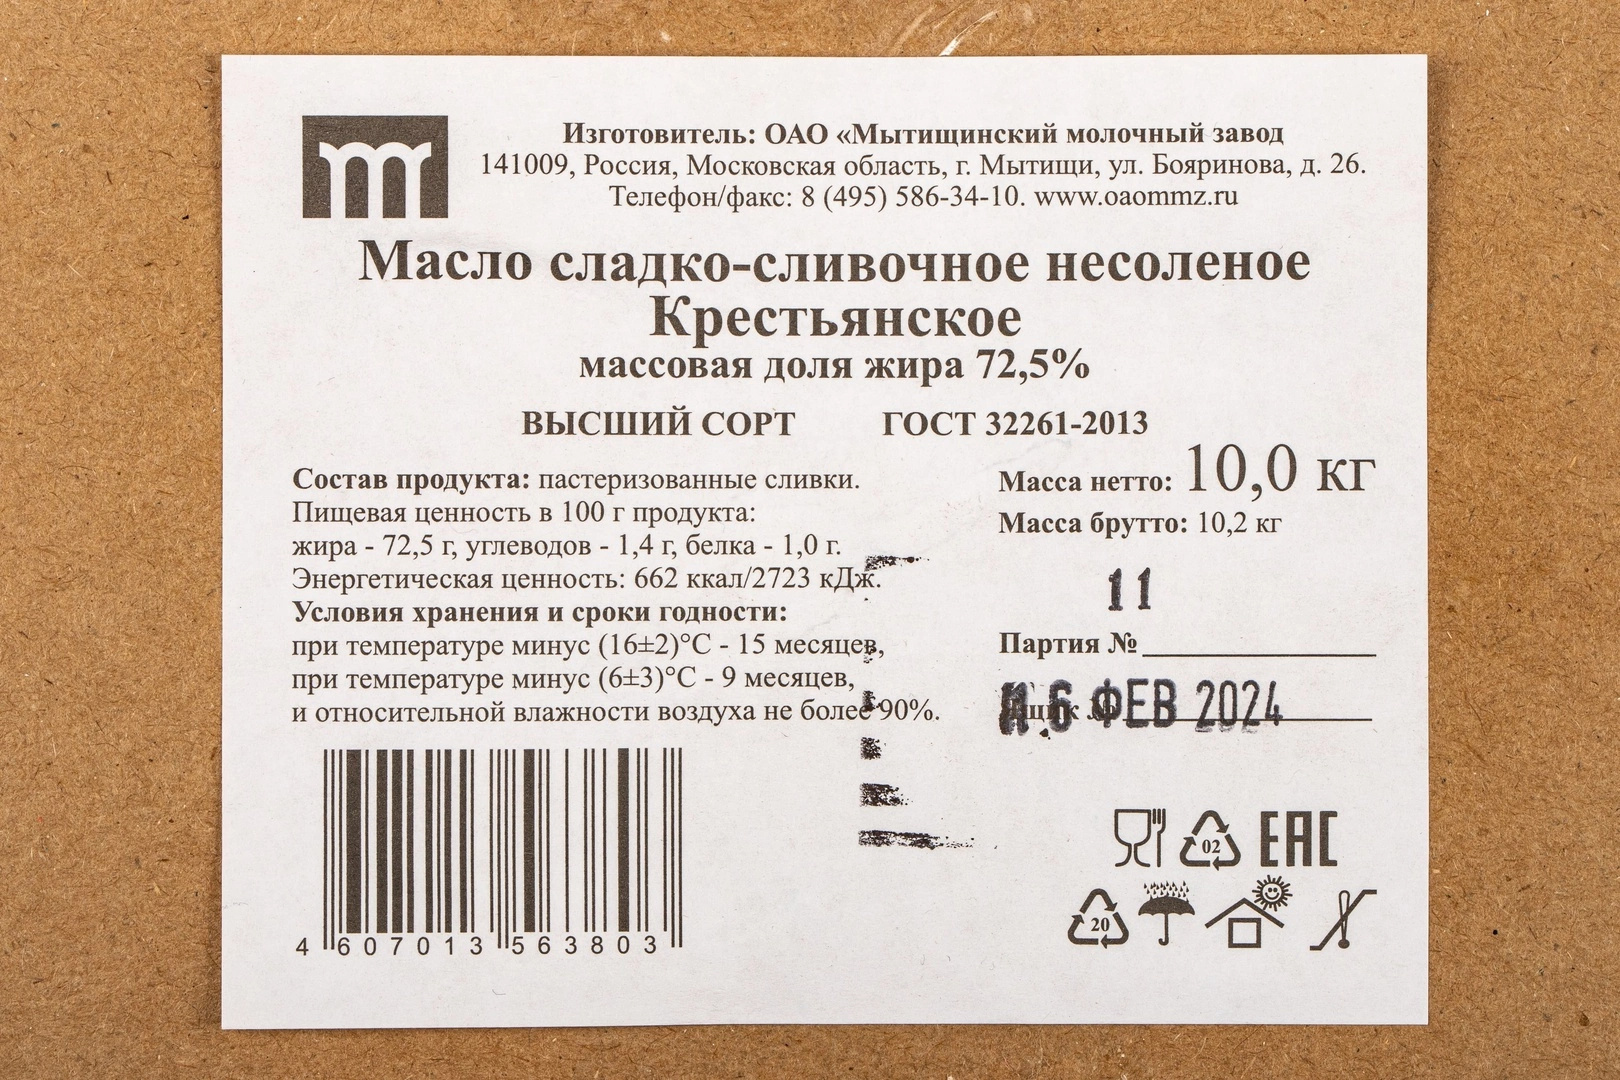 Изготовитель: ОАО «Мытищинский молочный завод
141009, Россия, Московская область, г. Мытищи, ул. Бояринова, д. 26.
Телефон/факс: 8 (495) 586-34-10. www.oaommz.ru
Масло сладко-сливочное несоленое
Крестьянское
массовая доля жира 72,5%
ВЫСШИЙ СОРТ ГОСТ 32261-2013
Состав продукта: пастеризованные сливки.
Пищевая ценность в 100 г продукта:
жира - 72,5 г, углеводов - 1,4 г, белка - 1,0 г.
Энергетическая ценность: 662 ккал/2723 кДж.
Условия хранения и сроки годности:
при температуре минус (16±2)°С - 15 месяцев,
при температуре минус (6±3)°С - 9 месяцев,
и относительной влажности воздуха не более 90%.
Масса нетто: 10,0 кг
Масса брутто: 10,2 кг
11
Партия №
6 ФЕВ 2024
4 607013 563803
02 EAC
20